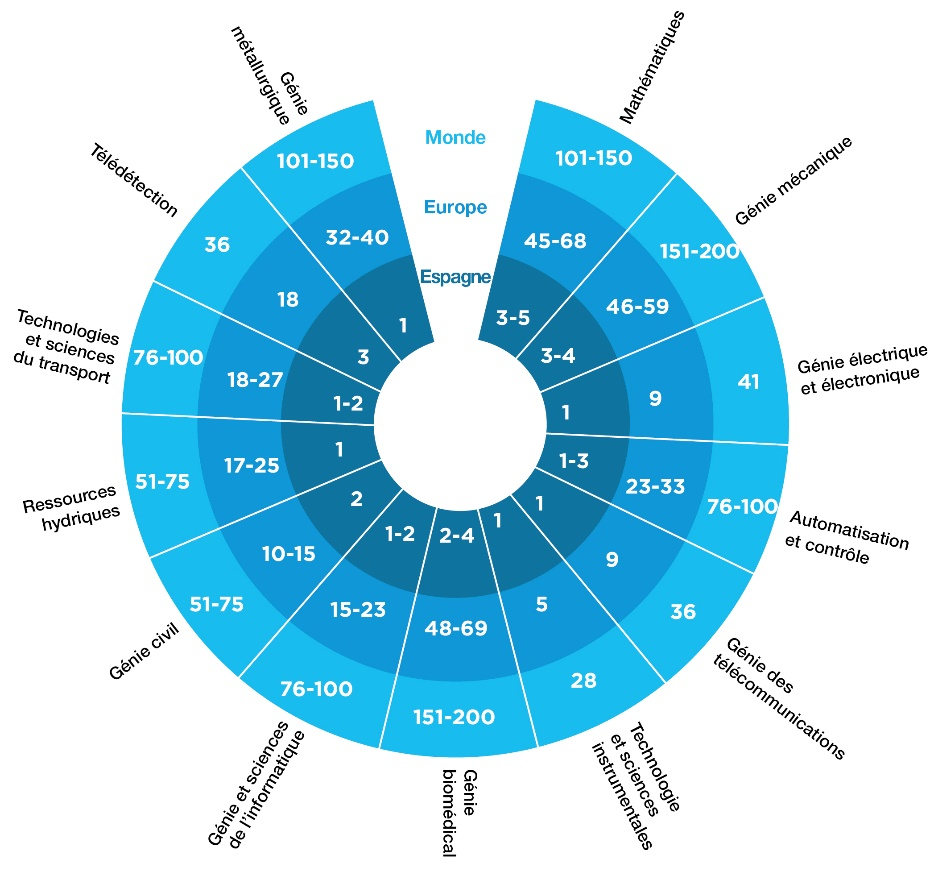 Monde
Europe
Espagne
Mathématiques
101-150
45-68
3-5
Génie mécanique
151-200
46-59
3-4
Génie électrique
et électronique
41
9
1
Automatisation
et contrôle
76-100
23-33
1-3
Génie des
télécommunications
36
9
1
Technologie
et sciences
instrumentales
28
5
1
Génie
biomédical
151-200
48-69
2-4
Génie et sciences
de l'informatique
76-100
15-23
1-2
Génie civil
51-75
10-15
2
Ressources
hydriques
51-75
17-25
1
Technologies
et sciences
du transport
76-100
18-27
1-2
Télédétection
36
18
3
Génie
métallurgique
101-150
32-40
1